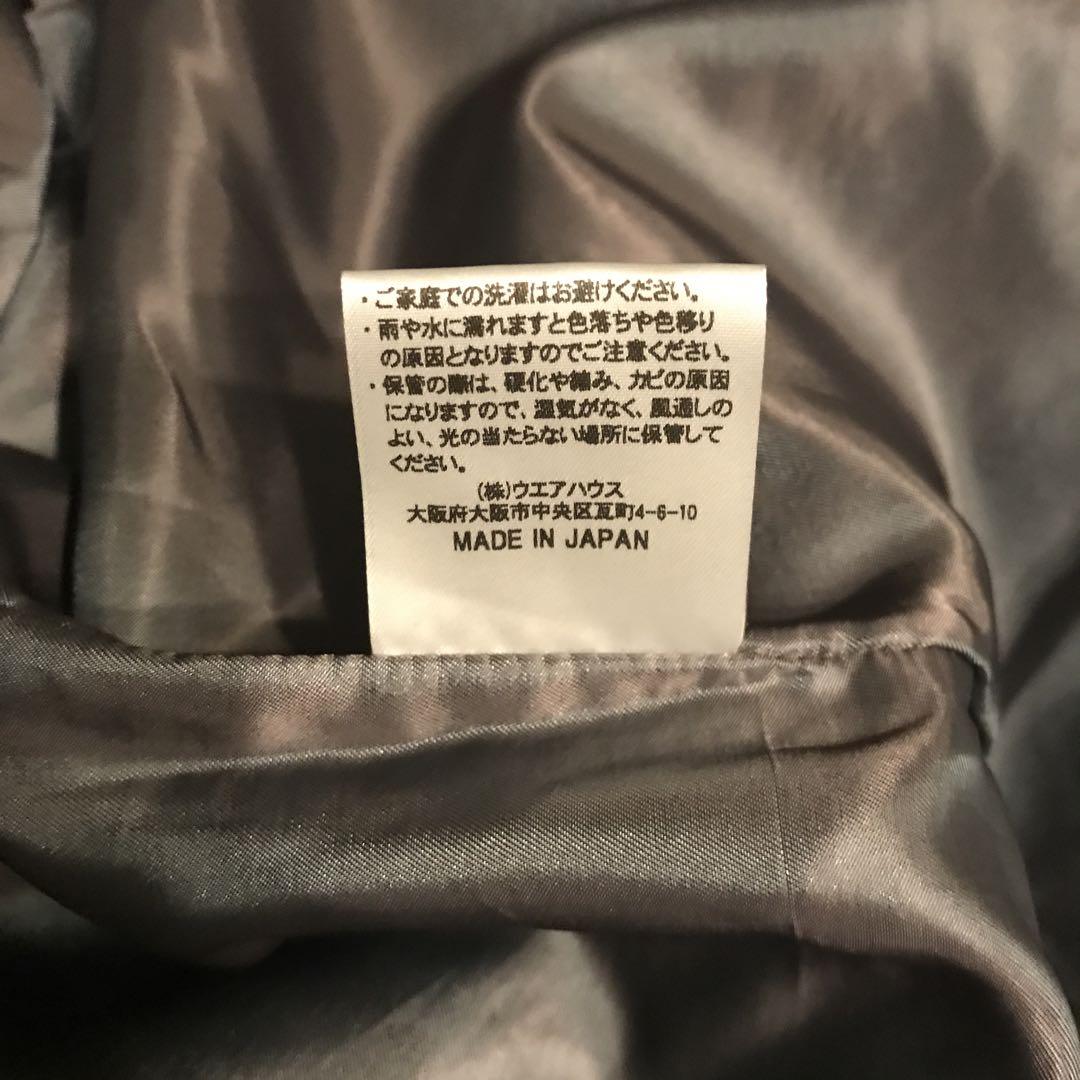 ・ご家庭での洗濯はお避けください。
・雨や水に濡れますと色落ちや色移り
の原因となりますのでご注意ください。
・保管の際は、硬化や縮み、カビの原因
になりますので、湿気がなく、風通しの
よい、光の当たらない場所に保管して
ください。
(株)ウエアハウス
大阪府大阪市中央区瓦町4-6-10
MADE IN JAPAN